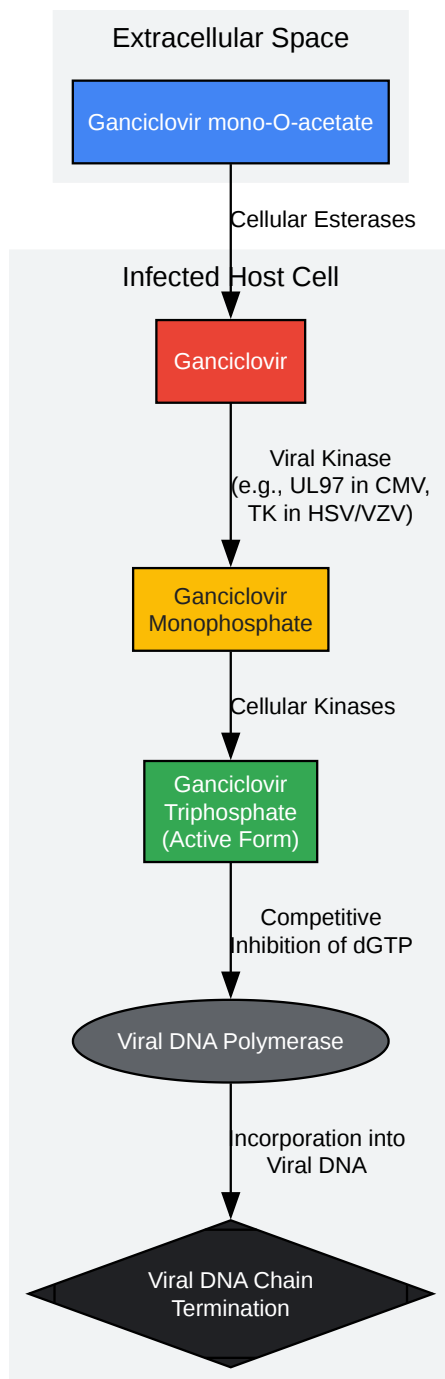 Extracellular Space
Ganciclovir mono-O-acetate
Cellular Esterases
Infected Host Cell
Ganciclovir
Viral Kinase
(e.g., UL97 in CMV,
TK in HSV/VZV)
Ganciclovir
Monophosphate
Cellular Kinases
Ganciclovir
Triphosphate
(Active Form)
Competitive
Inhibition of dGTP
Viral DNA Polymerase
Incorporation into
Viral DNA
Viral DNA Chain
Termination